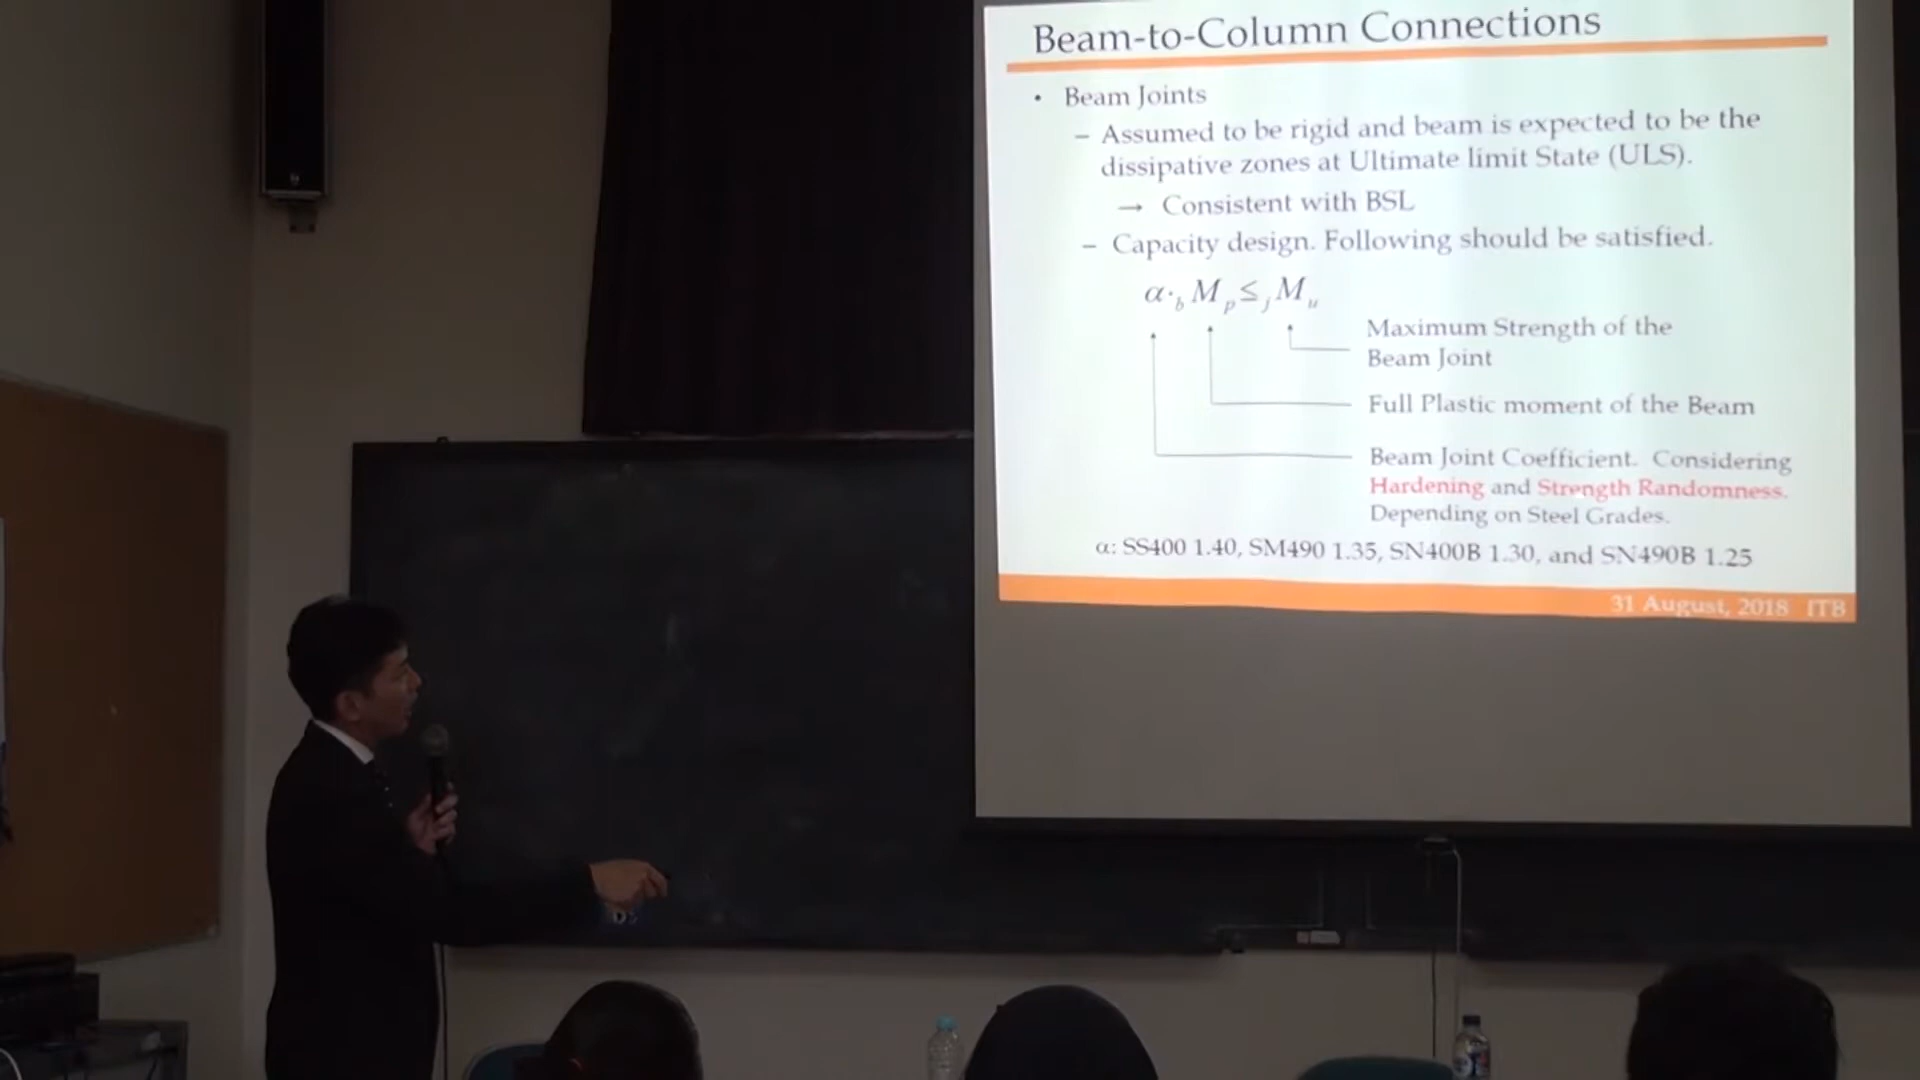 Beam-to-Column Connections
• Beam Joints
– Assumed to be rigid and beam is expected to be the
dissipative zones at Ultimate limit State (ULS).
→ Consistent with BSL
– Capacity design. Following should be satisfied.
α·bMp≤jMu
Maximum Strength of the
Beam Joint
Full Plastic moment of the Beam
Beam Joint Coefficient. Considering
Hardening and Strength Randomness.
Depending on Steel Grades.
α: SS400 1.40, SM490 1.35, SN400B 1.30, and SN490B 1.25
31 August, 2018 ITB